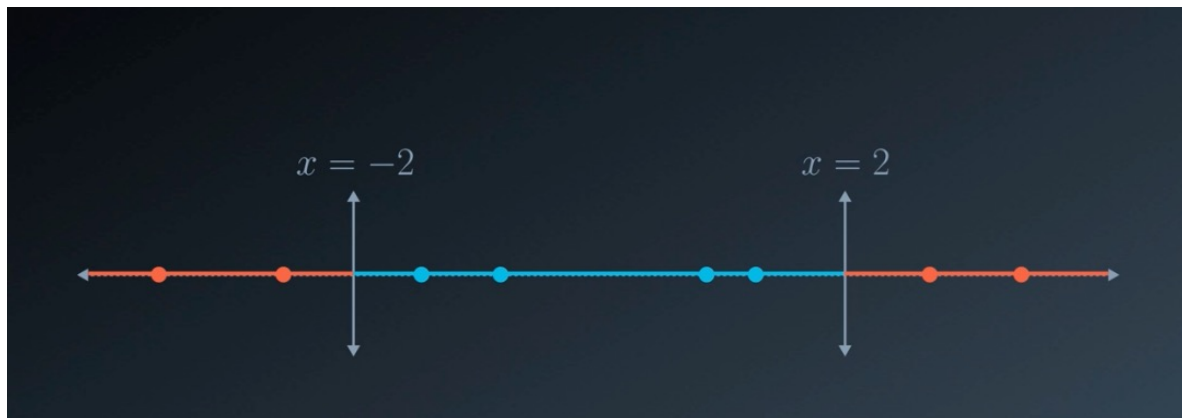 x = −2
x = 2